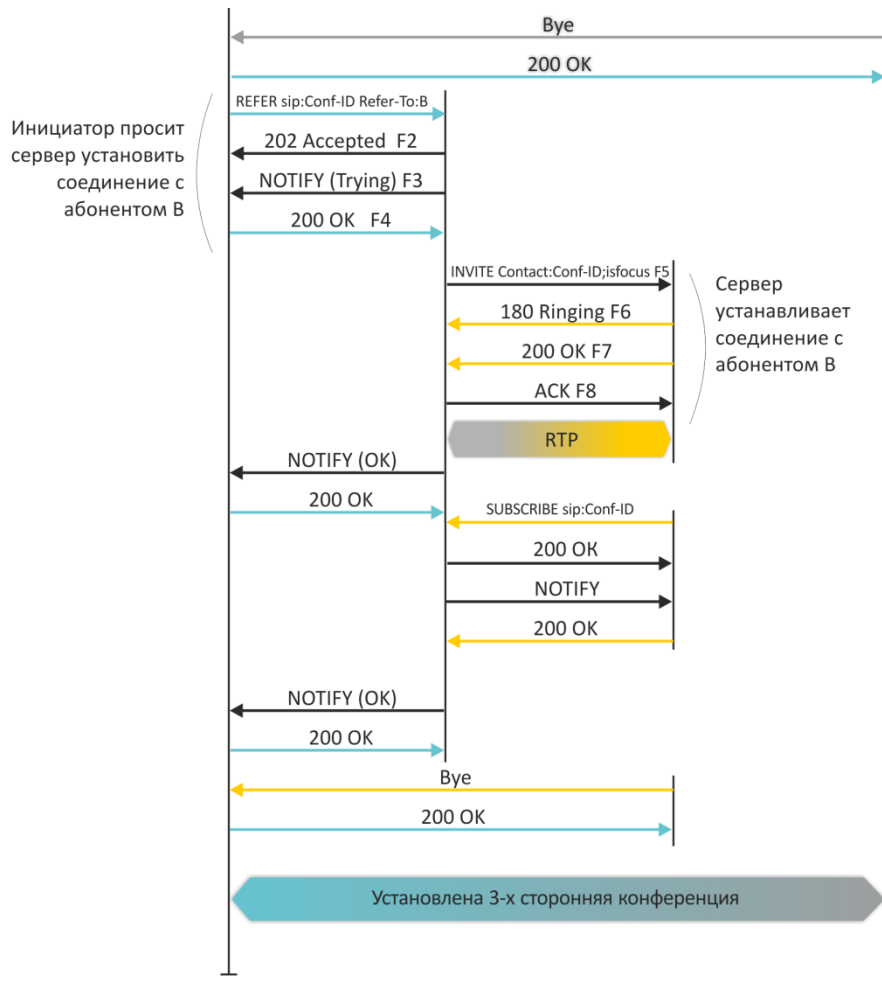 Bye
200 OK
REFER sip:Conf-ID Refer-To:B
Инициатор просит
сервер установить
соединение с
абонентом B
202 Accepted F2
NOTIFY (Trying) F3
200 OK F4
INVITE Contact:Conf-ID;isfocus F5
180 Ringing F6
200 OK F7
ACK F8
Сервер
устанавливает
соединение с
абонентом B
RTP
NOTIFY (OK)
200 OK
SUBSCRIBE sip:Conf-ID
200 OK
NOTIFY
200 OK
NOTIFY (OK)
200 OK
Bye
200 OK
Установлена 3-х сторонняя конференция